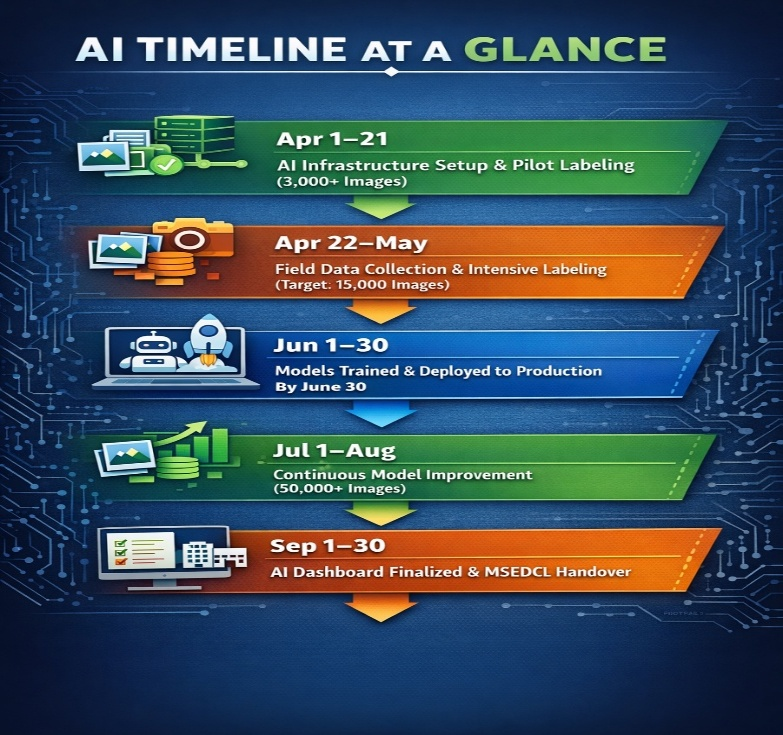 AI TIMELINE AT A GLANCE
Apr 1–21
AI Infrastructure Setup & Pilot Labeling
(3,000+ Images)
Apr 22–May
Field Data Collection & Intensive Labeling
(Target: 15,000 Images)
Jun 1–30
Models Trained & Deployed to Production
By June 30
Jul 1–Aug
Continuous Model Improvement
(50,000+ Images)
Sep 1–30
AI Dashboard Finalized & MSEDCL Handover